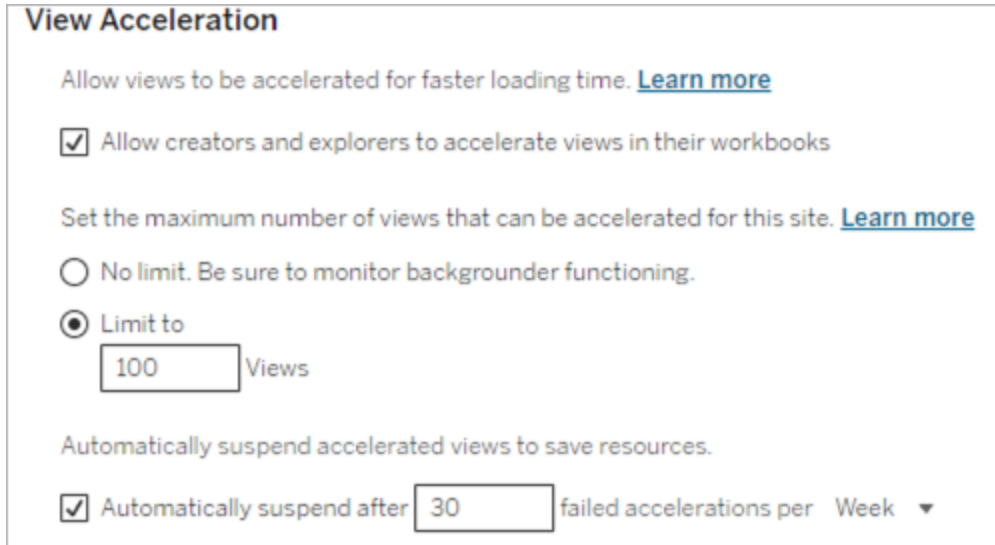 View Acceleration
Allow views to be accelerated for faster loading time. Learn more
Allow creators and explorers to accelerate views in their workbooks
Set the maximum number of views that can be accelerated for this site. Learn more
No limit. Be sure to monitor backgrounder functioning.
Limit to
100 Views
Automatically suspend accelerated views to save resources.
Automatically suspend after 30 failed accelerations per Week